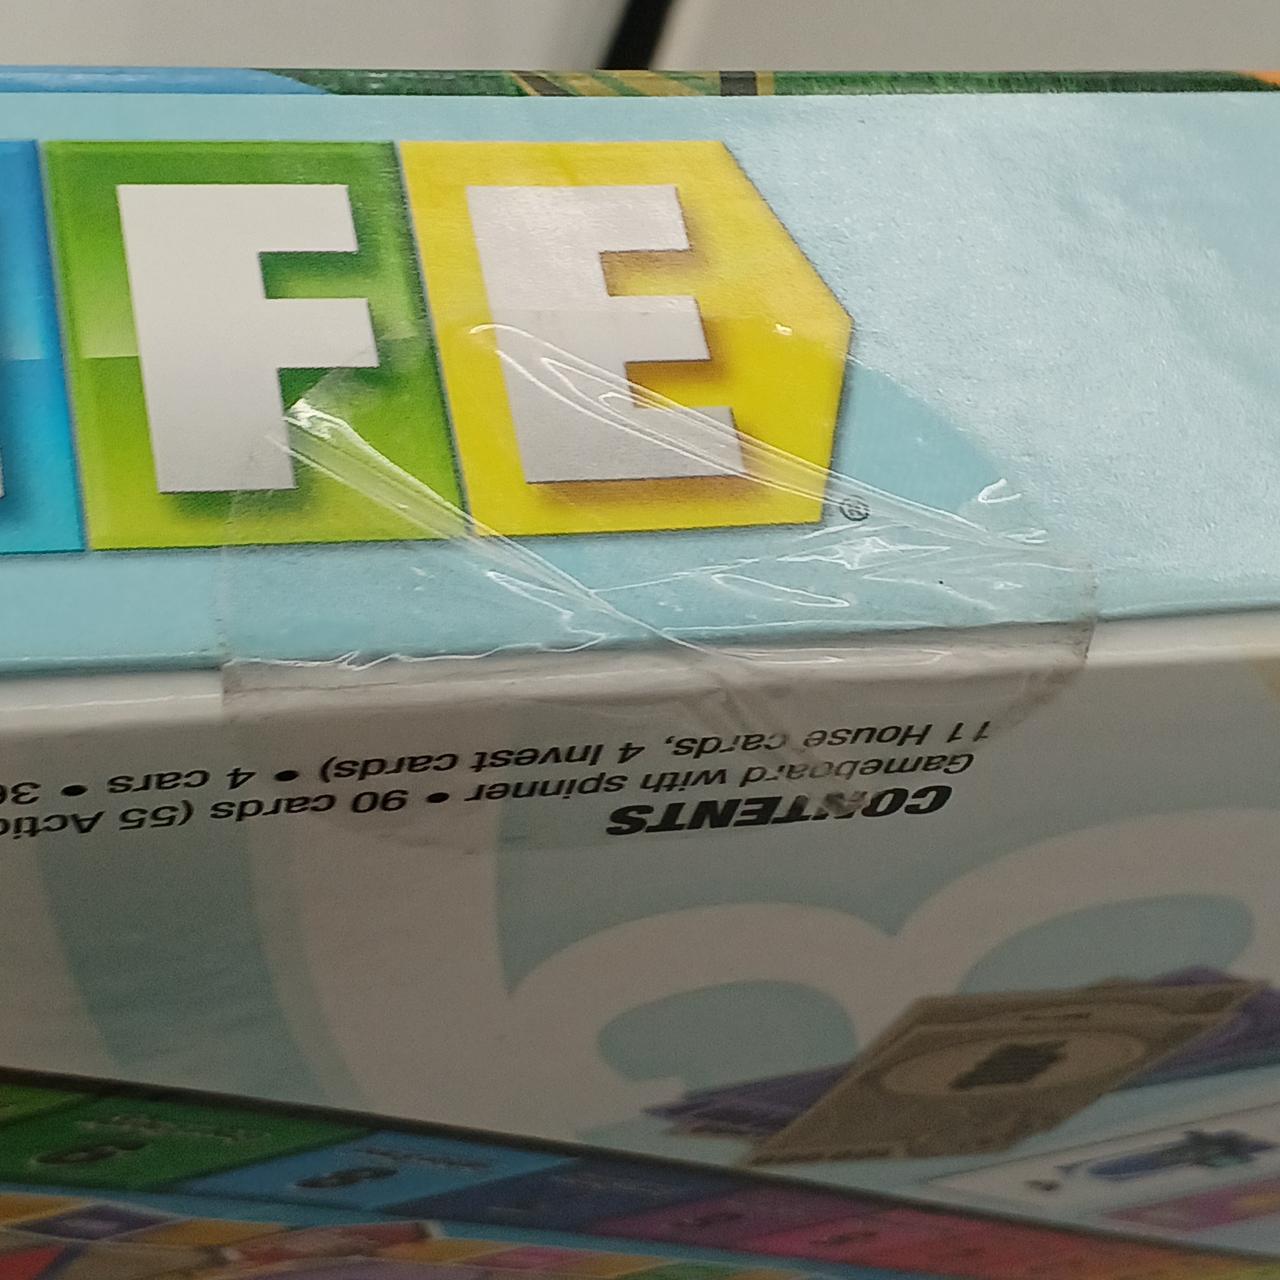 FE
®
CONTENTS
Gameboard with spinner • 90 cards (55
11 House cards, 4 Invest cards) • 4 cars •